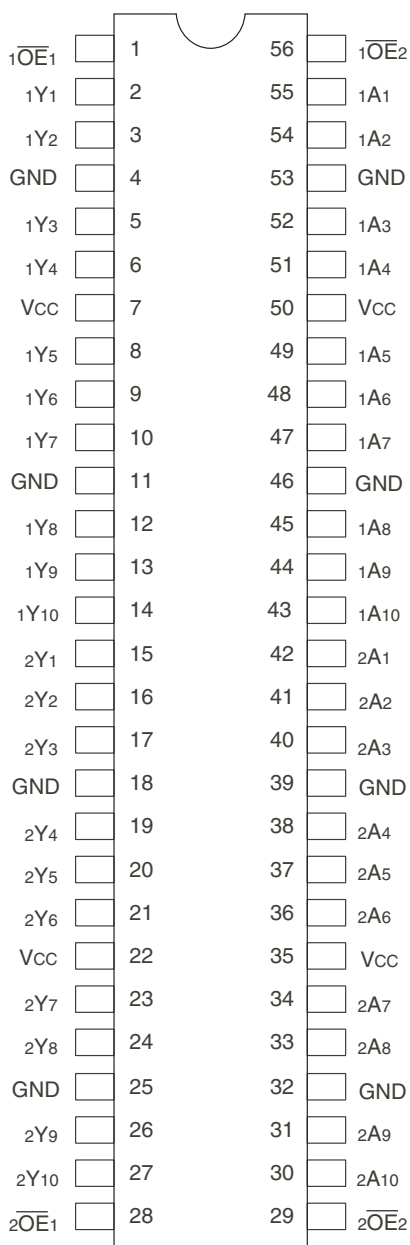 1OE1 1 56 1OE2
1Y1 2 55 1A1
1Y2 3 54 1A2
GND 4 53 GND
1Y3 5 52 1A3
1Y4 6 51 1A4
VCC 7 50 VCC
1Y5 8 49 1A5
1Y6 9 48 1A6
1Y7 10 47 1A7
GND 11 46 GND
1Y8 12 45 1A8
1Y9 13 44 1A9
1Y10 14 43 1A10
2Y1 15 42 2A1
2Y2 16 41 2A2
2Y3 17 40 2A3
GND 18 39 GND
2Y4 19 38 2A4
2Y5 20 37 2A5
2Y6 21 36 2A6
VCC 22 35 VCC
2Y7 23 34 2A7
2Y8 24 33 2A8
GND 25 32 GND
2Y9 26 31 2A9
2Y10 27 30 2A10
2OE1 28 29 2OE2